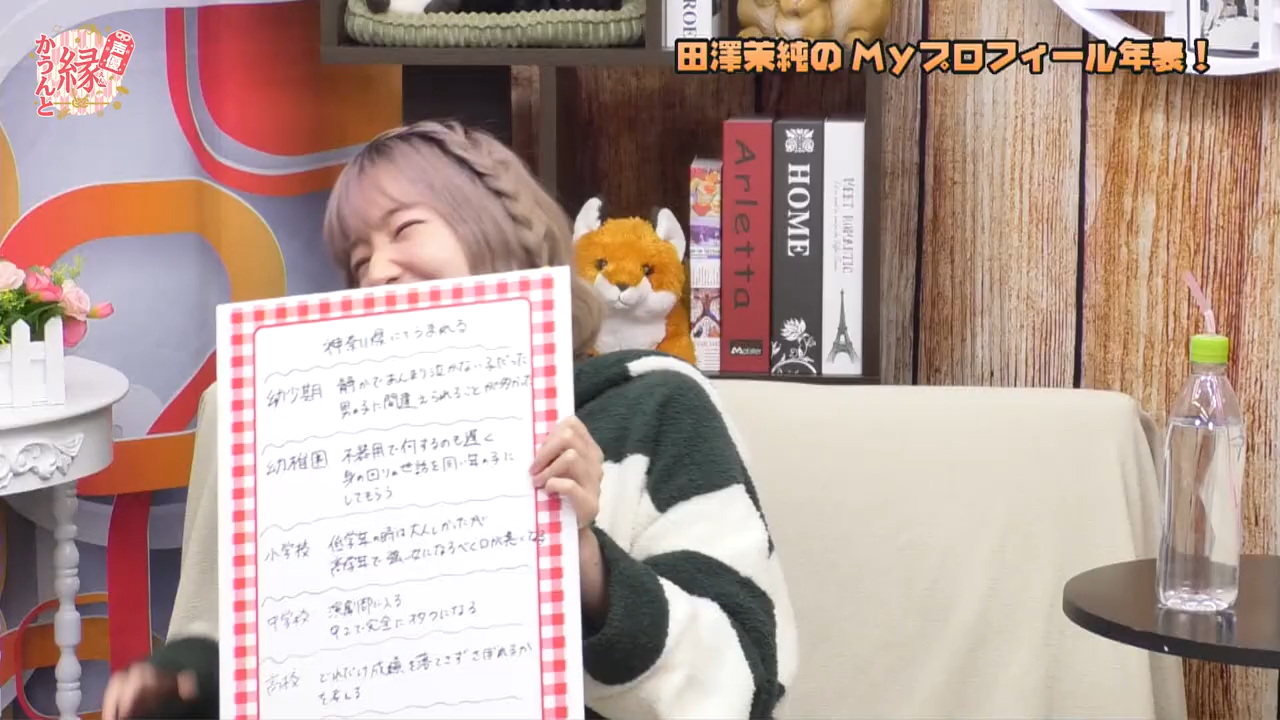 声優
縁
かうんと
田澤茉純の Myプロフィール年表!
Arletta
HOME
神奈川県にてうまれる
幼少期 静かであんまり泣かない子だった
男の子に間違えられることが多かった
幼稚園 不器用で何するのも遅く
身の回りの世話を同い年の子に
してもらう
小学校 低学年の時は大人しかったが
高学年で強い女になるべく口が悪くなる
中学校 演劇部に入る
中2で完全にオタクになる
高校 どれだけ成績を落とさずさぼれるか
を考える